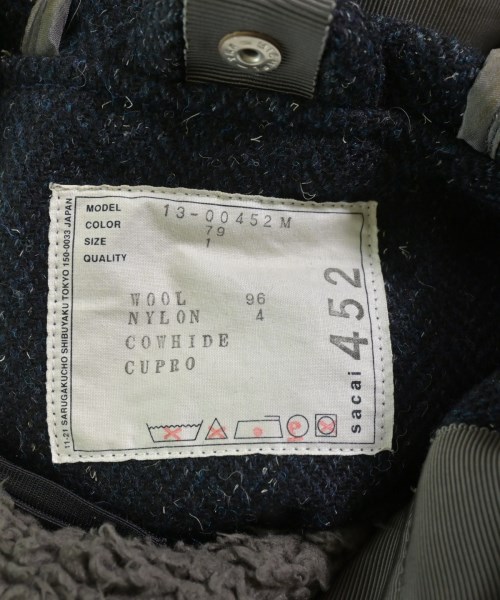 MODEL 13-00452M
COLOR 79
SIZE 1
QUALITY
WOOL 96
NYLON 4
COWHIDE
CUPRO
sacai 452
11-21 SARUGAKUCHO SHIBUYAKU TOKYO 150-0033 JAPAN